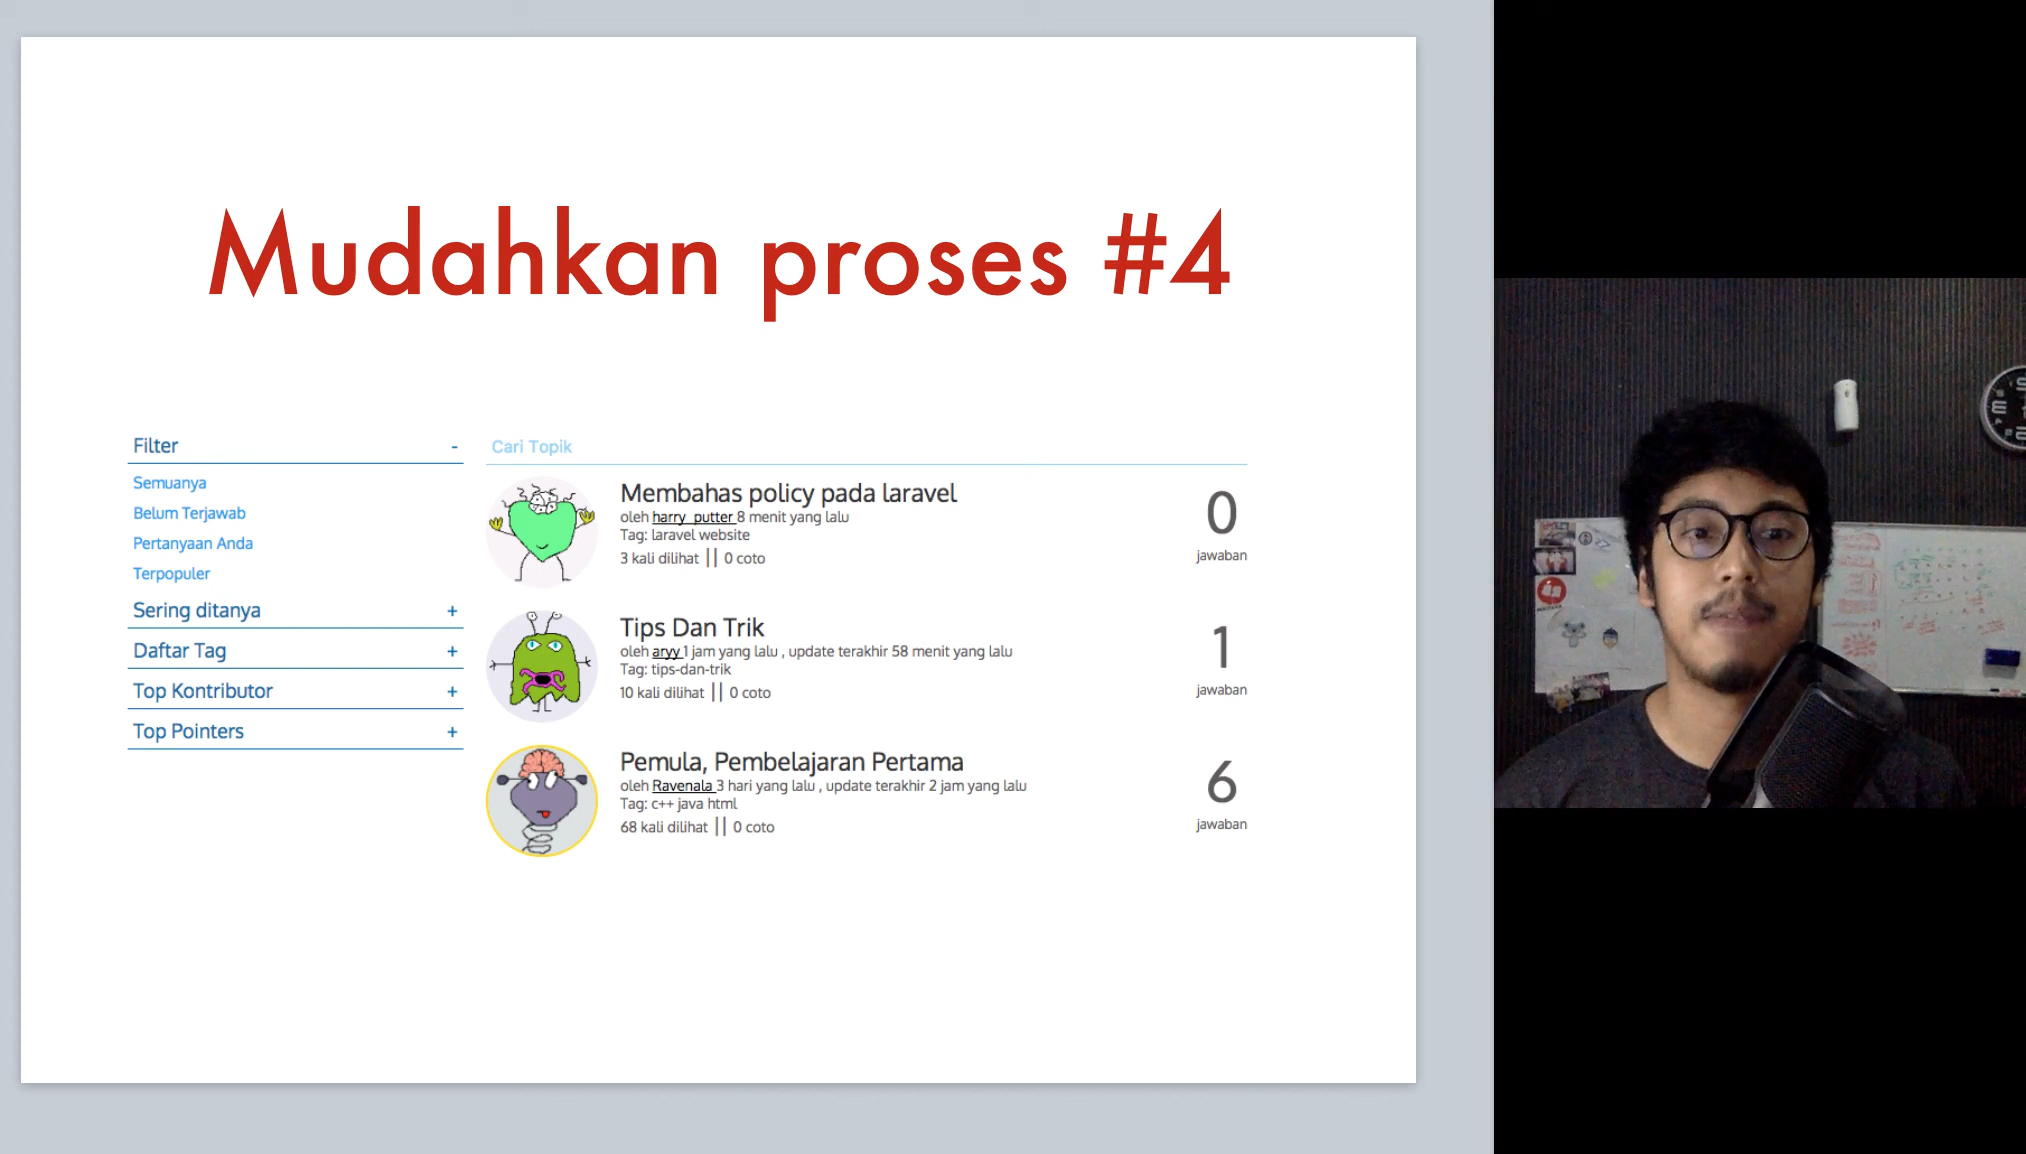 Mudahkan proses #4
Filter -
Semuanya
Belum Terjawab
Pertanyaan Anda
Terpopuler
Sering ditanya +
Daftar Tag +
Top Kontributor +
Top Pointers +
Cari Topik
Membahas policy pada laravel
oleh harry_putter 8 menit yang lalu
Tag: laravel website
3 kali dilihat || 0 coto
0
jawaban
Tips Dan Trik
oleh aryy 1 jam yang lalu , update terakhir 58 menit yang lalu
Tag: tips-dan-trik
10 kali dilihat || 0 coto
1
jawaban
Pemula, Pembelajaran Pertama
oleh Ravenala 3 hari yang lalu , update terakhir 2 jam yang lalu
Tag: c++ java html
68 kali dilihat || 0 coto
6
jawaban